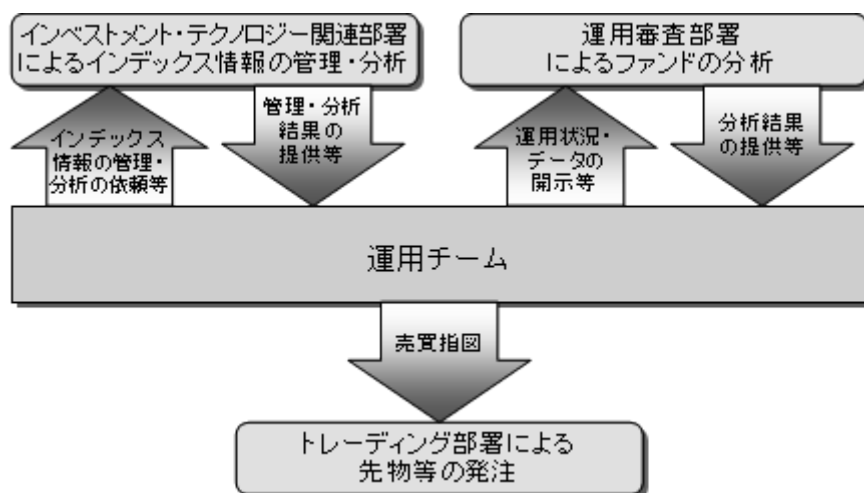 インベストメント・テクノロジー関連部署
によるインデックス情報の管理・分析
運用審査部署
によるファンドの分析
インデックス
情報の管理・
分析の依頼等
管理・分析
結果の
提供等
運用状況・
データの
開示等
分析結果
の提供等
運用チーム
売買指図
トレーディング部署による
先物等の発注